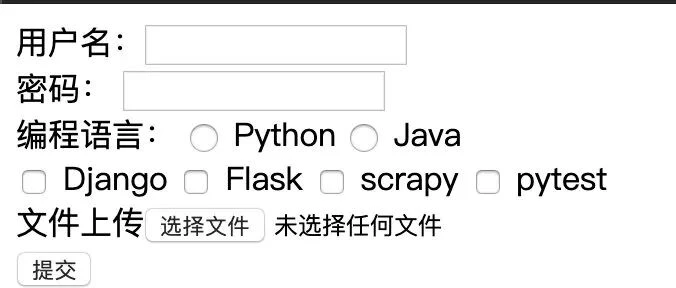 用户名：
密码：
编程语言： Python Java
Django Flask scrapy pytest
文件上传 选择文件 未选择任何文件
提交